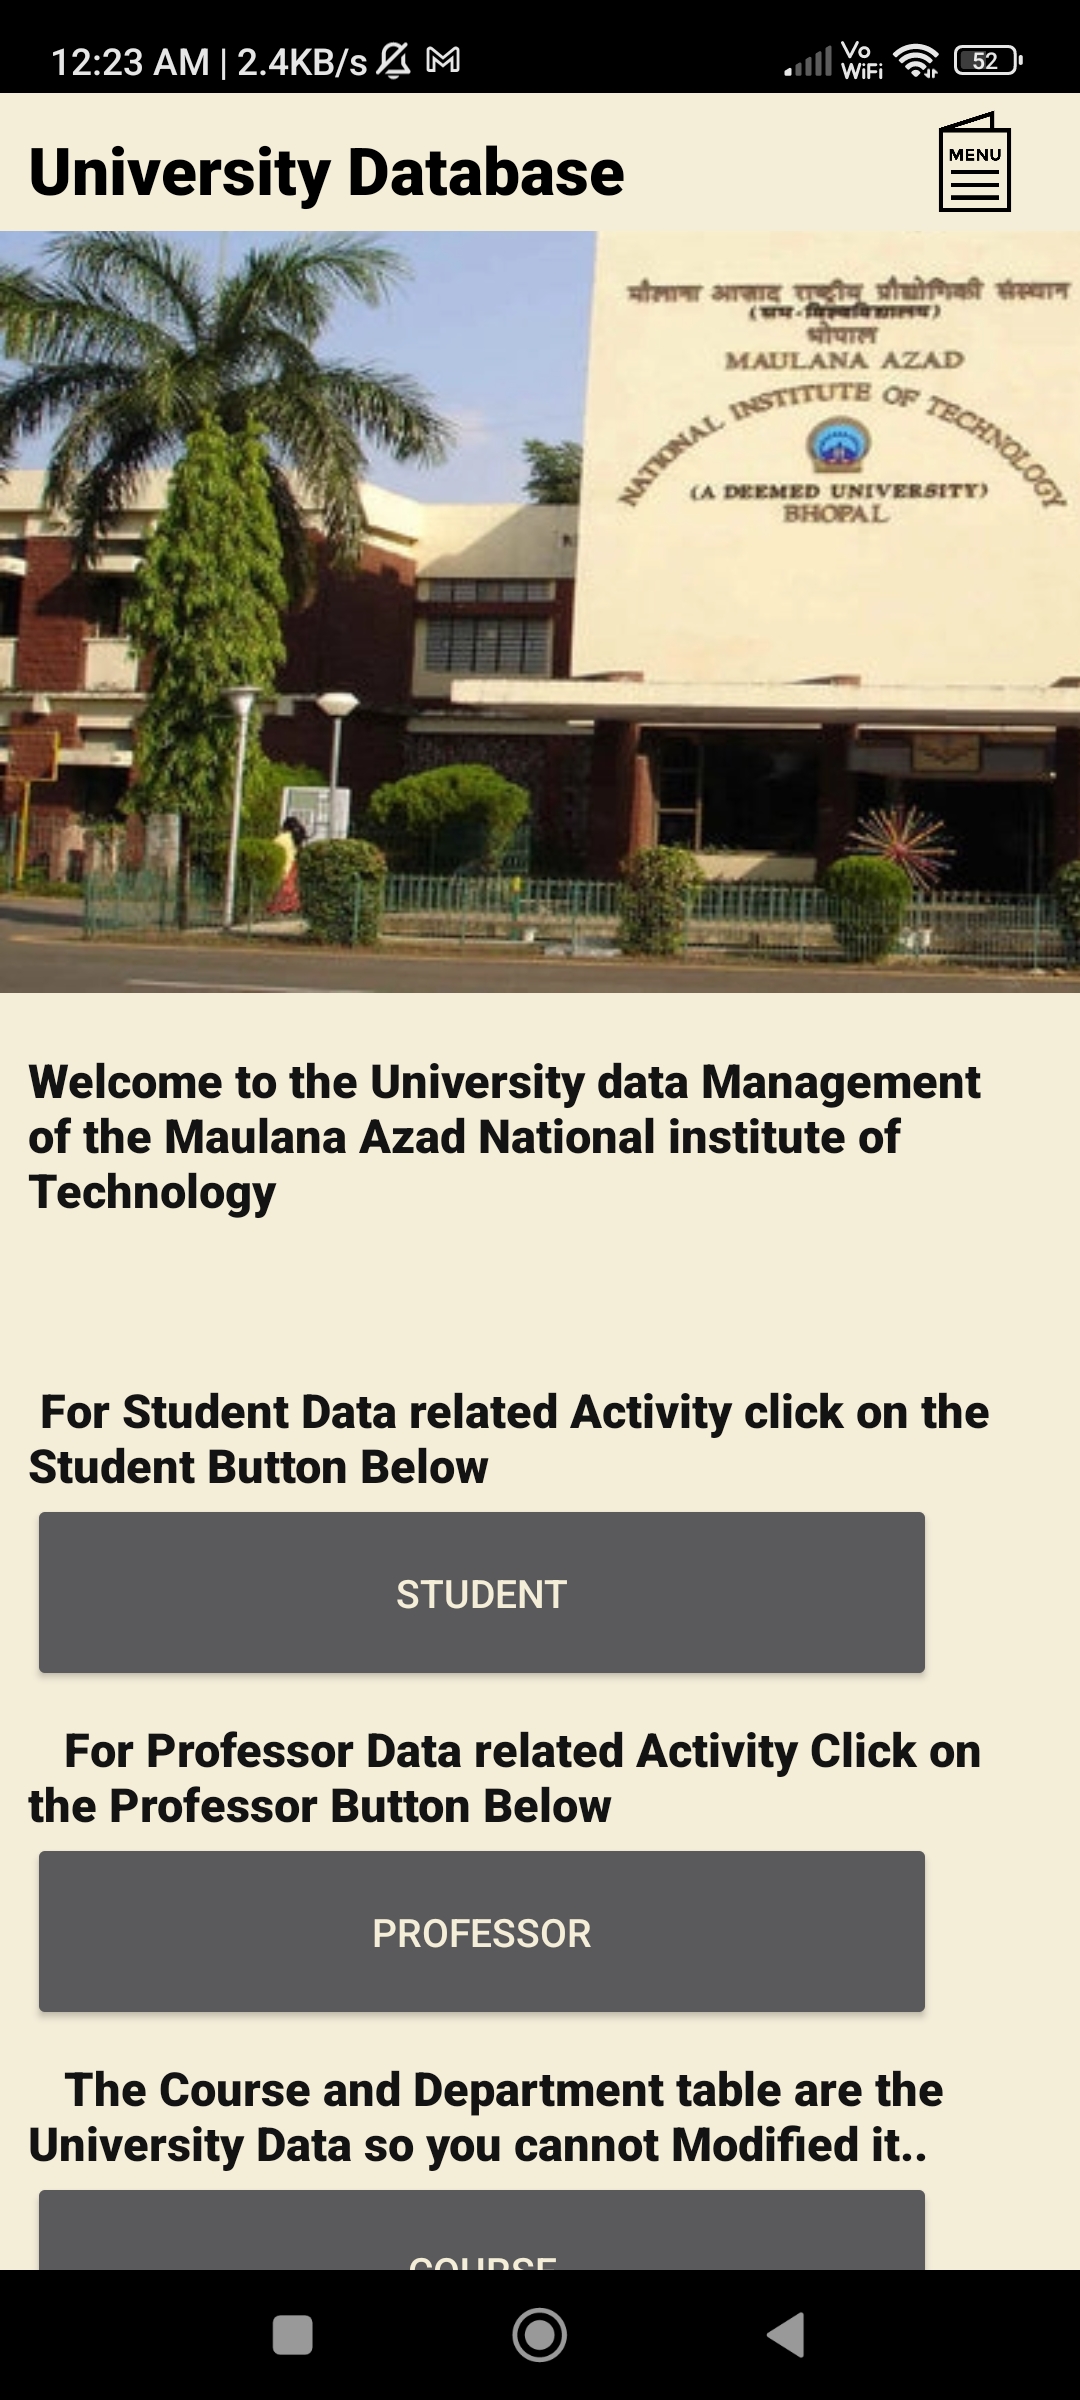 12:23 AM | 2.4KB/s
Vo
WiFi
52
University Database
MENU
मौलाना आजाद राष्ट्रीय प्रौद्योगिकी संस्थान
(सम-विश्वविद्यालय)
भोपाल
MAULANA AZAD
NATIONAL INSTITUTE OF TECHNOLOGY
(A DEEMED UNIVERSITY)
BHOPAL
Welcome to the University data Management
of the Maulana Azad National institute of
Technology
For Student Data related Activity click on the
Student Button Below
STUDENT
For Professor Data related Activity Click on
the Professor Button Below
PROFESSOR
The Course and Department table are the
University Data so you cannot Modified it..
COURSE